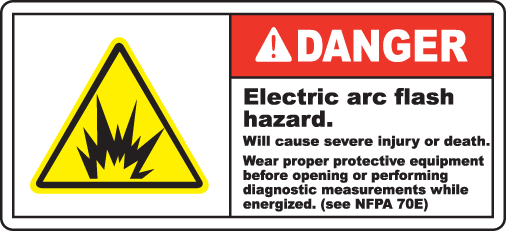 DANGER
Electric arc flash
hazard.
Will cause severe injury or death.
Wear proper protective equipment
before opening or performing
diagnostic measurements while
energized. (see NFPA 70E)